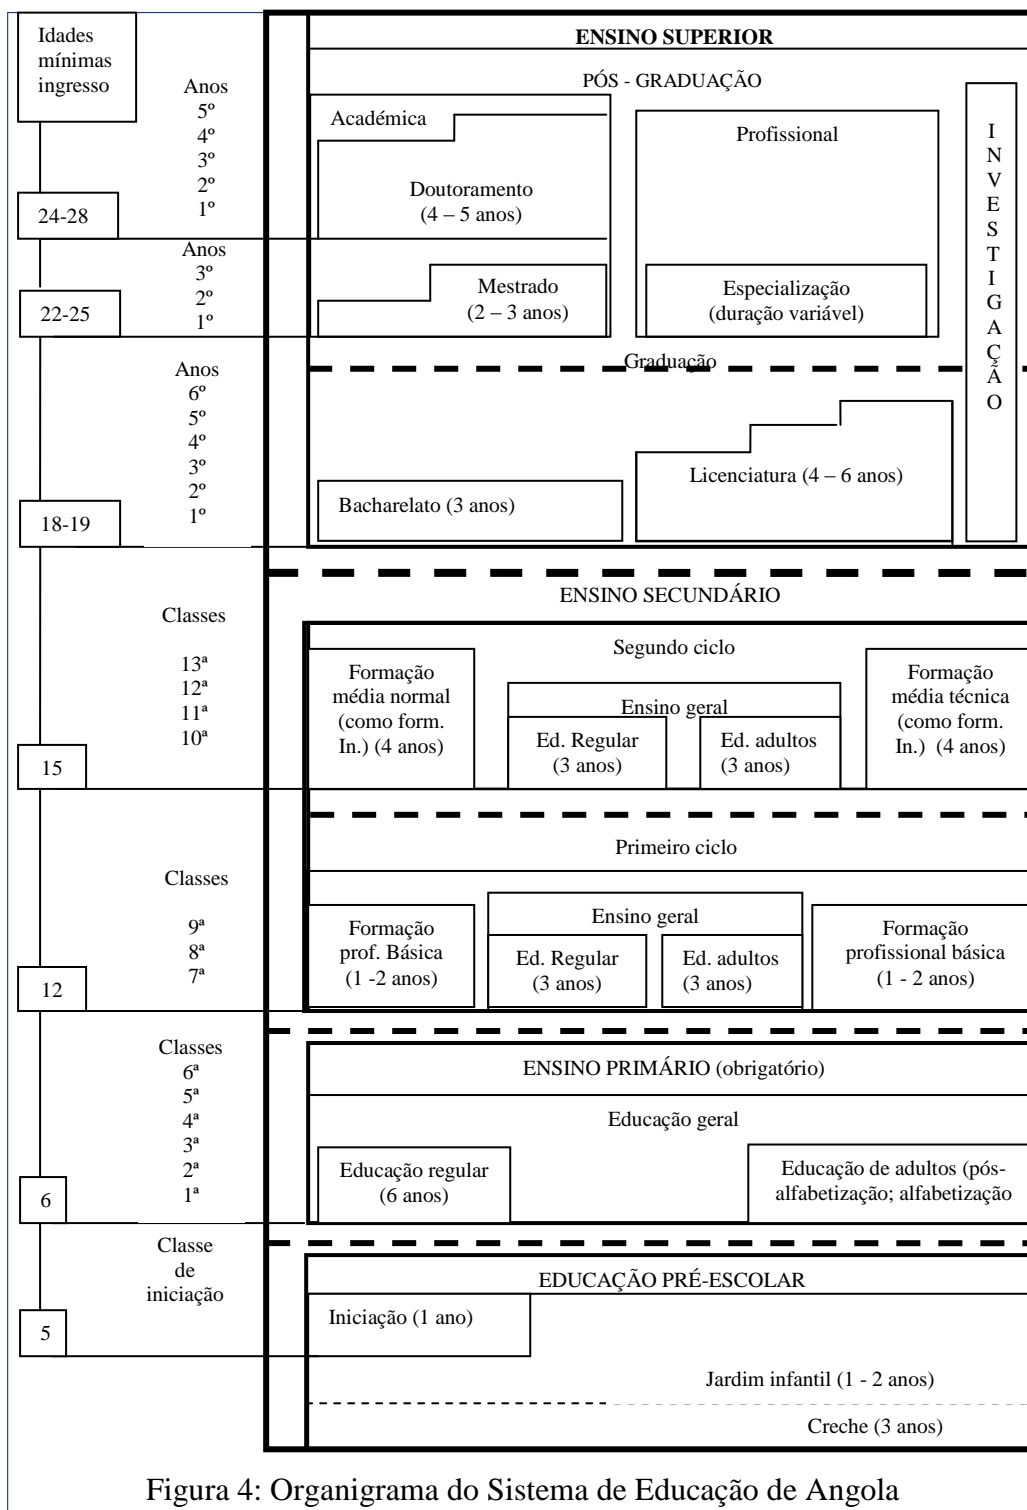 Idades
mínimas
ingresso
ENSINO SUPERIOR
PÓS - GRADUAÇÃO
Anos
5º
4º
3º
2º
1º
24-28
Académica
Doutoramento
(4 – 5 anos)
Profissional
INVESTIGAÇÃO
Anos
3º
2º
1º
22-25
Mestrado
(2 – 3 anos)
Especialização
(duração variável)
Graduação
Anos
6º
5º
4º
3º
2º
1º
18-19
Bacharelato (3 anos)
Licenciatura (4 – 6 anos)
ENSINO SECUNDÁRIO
Classes
13ª
12ª
11ª
10ª
15
Segundo ciclo
Formação
média normal
(como form.
In.) (4 anos)
Ensino geral
Ed. Regular
(3 anos)
Ed. adultos
(3 anos)
Formação
média técnica
(como form.
In.) (4 anos)
Primeiro ciclo
Classes
9ª
8ª
7ª
12
Formação
prof. Básica
(1 -2 anos)
Ensino geral
Ed. Regular
(3 anos)
Ed. adultos
(3 anos)
Formação
profissional básica
(1 - 2 anos)
Classes
6ª
5ª
4ª
3ª
2ª
1ª
6
ENSINO PRIMÁRIO (obrigatório)
Educação geral
Educação regular
(6 anos)
Educação de adultos (pós-
alfabetização; alfabetização
Classe
de
iniciação
5
EDUCAÇÃO PRÉ-ESCOLAR
Iniciação (1 ano)
Jardim infantil (1 - 2 anos)
Creche (3 anos)
Figura 4: Organigrama do Sistema de Educação de Angola